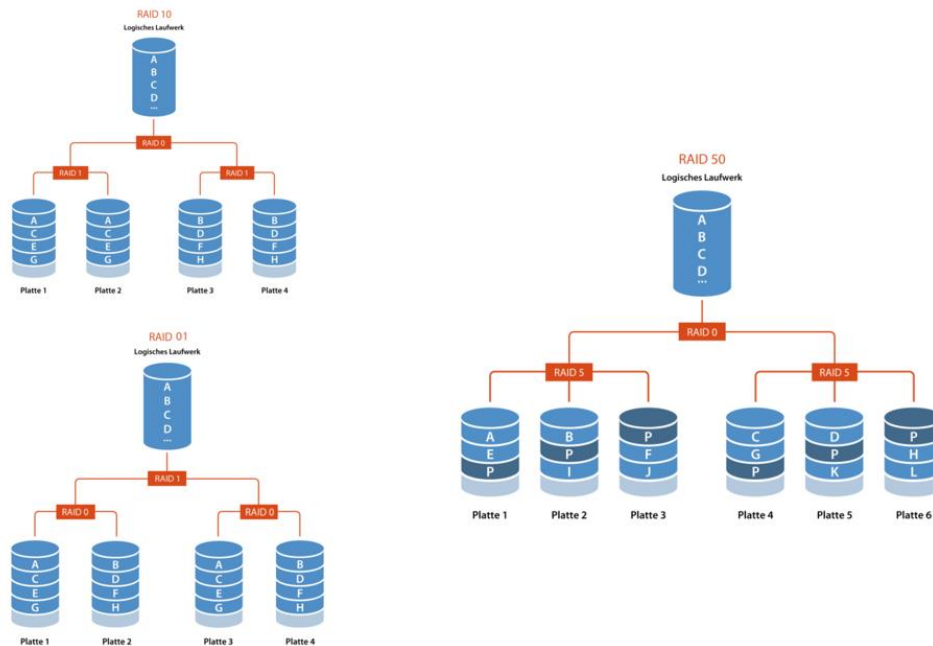 RAID 10
Logisches Laufwerk
A
B
C
D
...
RAID 0
RAID 1 RAID 1
A A B B
C C D D
E E F F
G G H H
Platte 1 Platte 2 Platte 3 Platte 4
RAID 01
Logisches Laufwerk
A
B
C
D
...
RAID 1
RAID 0 RAID 0
A B A B
C D C D
E F E F
G H G H
Platte 1 Platte 2 Platte 3 Platte 4
RAID 50
Logisches Laufwerk
A
B
C
D
...
RAID 0
RAID 5 RAID 5
A B P C D P
E P F G P H
P I J P K L
Platte 1 Platte 2 Platte 3 Platte 4 Platte 5 Platte 6